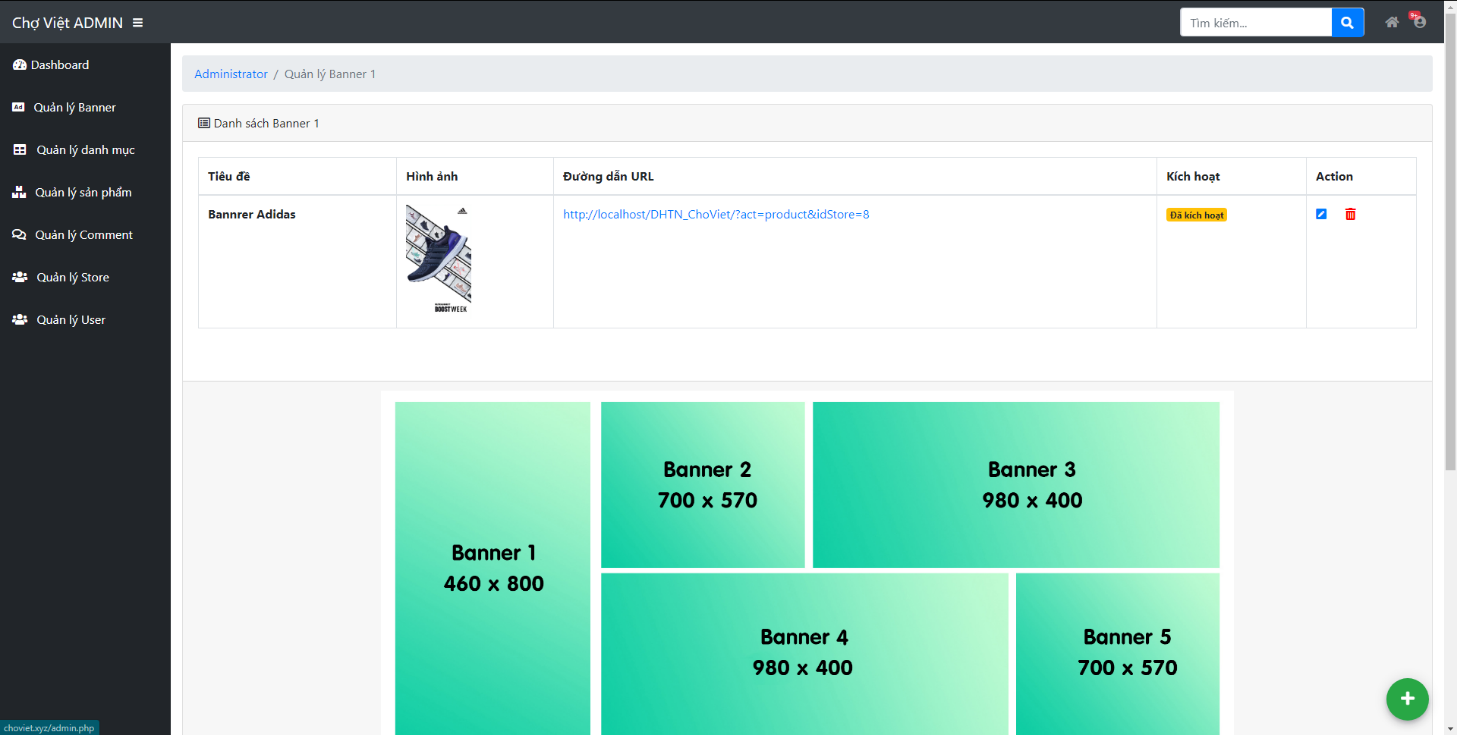 Chợ Việt ADMIN
Tìm kiếm...
9+
Dashboard
Ad Quản lý Banner
Quản lý danh mục
Quản lý sản phẩm
Quản lý Comment
Quản lý Store
Quản lý User
Administrator / Quản lý Banner 1
Danh sách Banner 1
Tiêu đề Hình ảnh Đường dẫn URL Kích hoạt Action
Bannrer Adidas http://localhost/DHTN_ChoViet/?act=product&idStore=8 Đã kích hoạt
BOOSTWEEK
Banner 1
460 x 800
Banner 2
700 x 570
Banner 3
980 x 400
Banner 4
980 x 400
Banner 5
700 x 570
choviet.xyz/admin.php